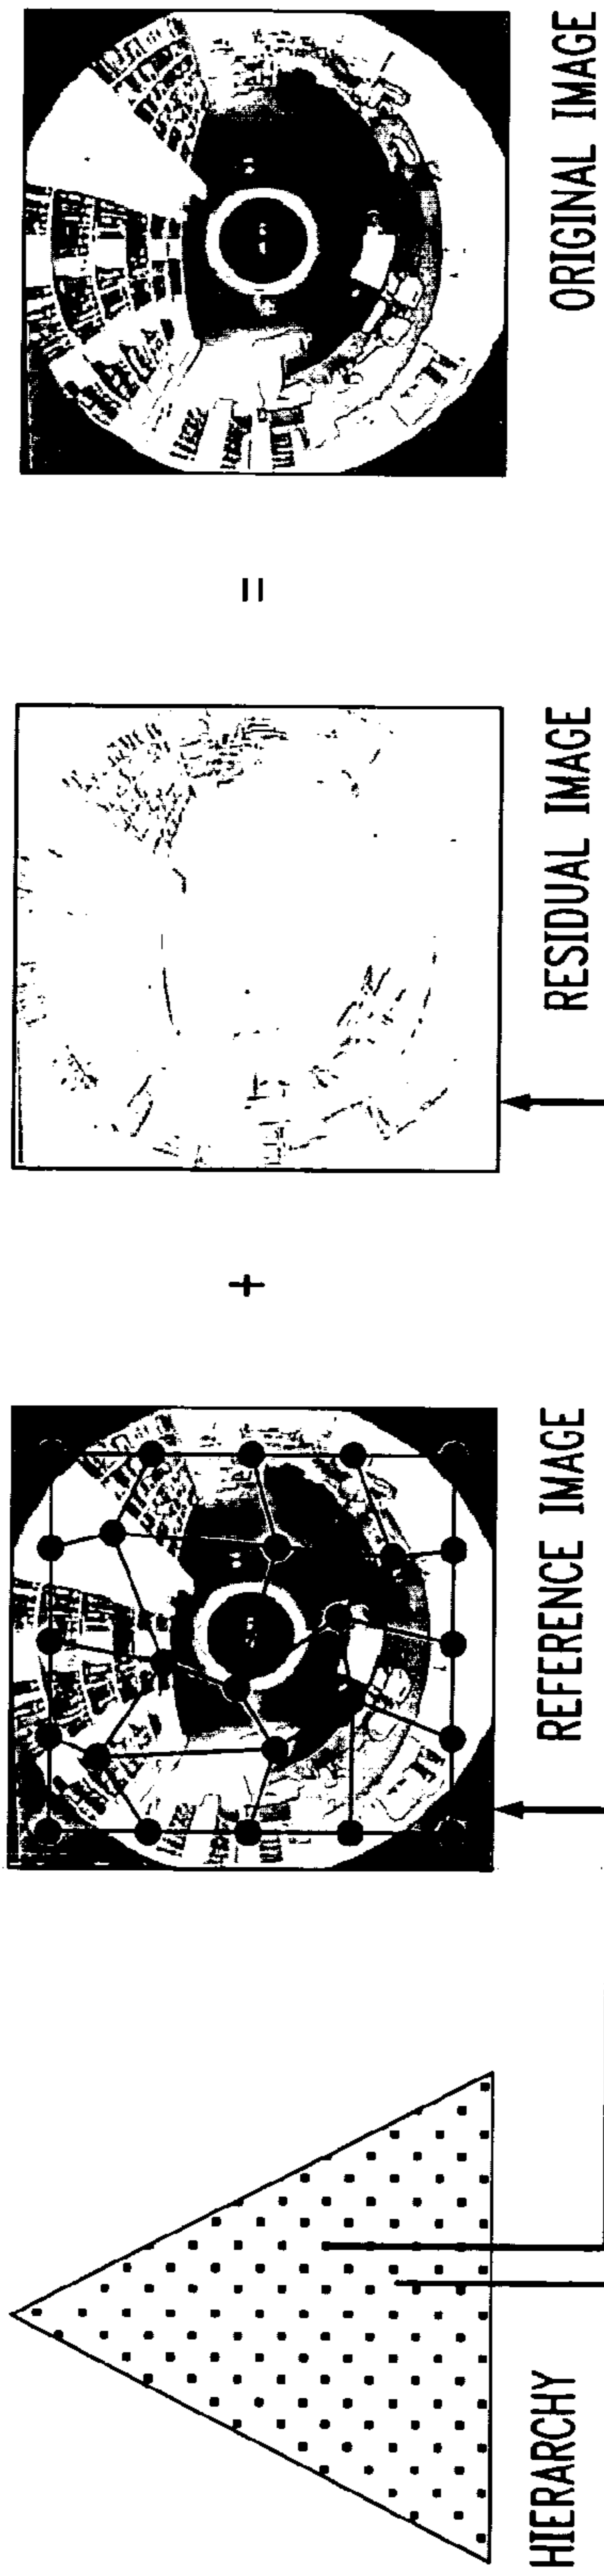 HIERARCHY
REFERENCE IMAGE
+
RESIDUAL IMAGE
=
ORIGINAL IMAGE